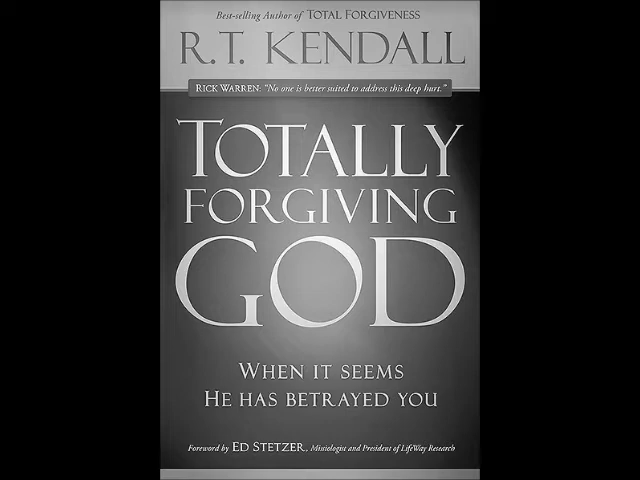 Best-selling Author of TOTAL FORGIVENESS
R.T. KENDALL
RICK WARREN: "No one is better suited to address this deep hurt."
TOTALLY
FORGIVING
GOD
WHEN IT SEEMS
HE HAS BETRAYED YOU
Foreword by ED STETZER, Missiologist and President of LifeWay Research